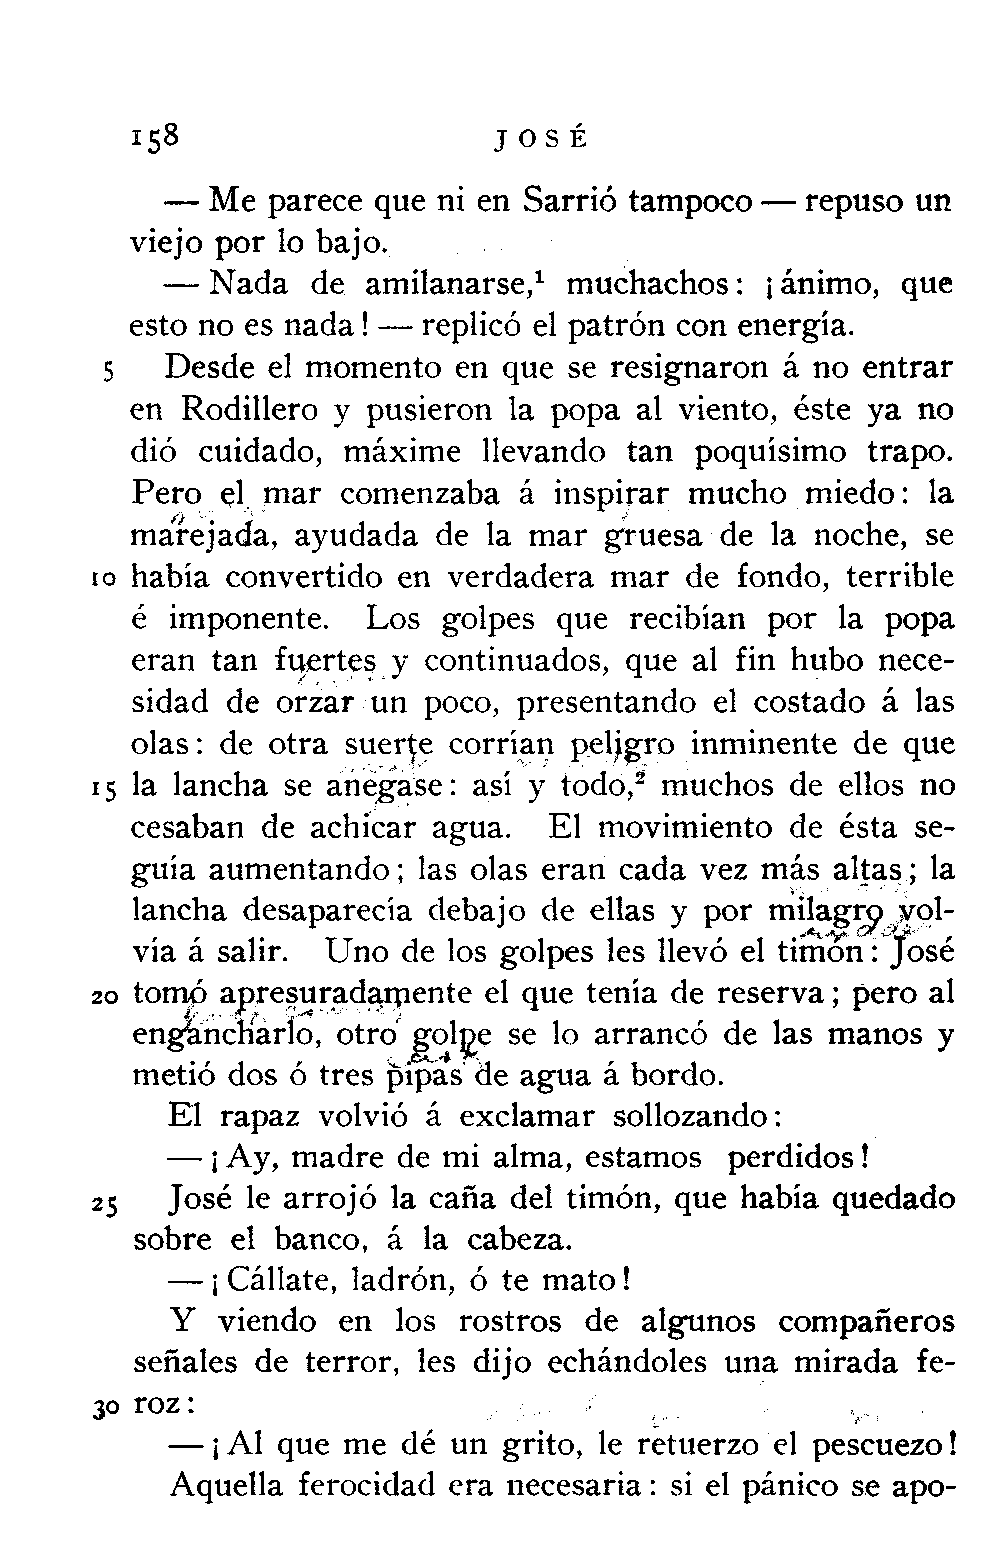 158 JOSÉ
— Me parece que ni en Sarrió tampoco — repuso un
viejo por lo bajo.
— Nada de amilanarse,¹ muchachos: ¡ánimo, que
esto no es nada! — replicó el patrón con energía.
5 Desde el momento en que se resignaron á no entrar
en Rodillero y pusieron la popa al viento, éste ya no
dió cuidado, máxime llevando tan poquísimo trapo.
Pero el mar comenzaba á inspirar mucho miedo: la
marejada, ayudada de la mar gruesa de la noche, se
10 había convertido en verdadera mar de fondo, terrible
é imponente. Los golpes que recibían por la popa
eran tan fuertes y continuados, que al fin hubo nece-
sidad de orzar un poco, presentando el costado á las
olas: de otra suerte corrían peligro inminente de que
15 la lancha se anegase: así y todo,² muchos de ellos no
cesaban de achicar agua. El movimiento de ésta se-
guía aumentando; las olas eran cada vez más altas; la
lancha desaparecía debajo de ellas y por milagro vol-
vía á salir. Uno de los golpes les llevó el timón: José
20 tomó apresuradamente el que tenía de reserva; pero al
engancharlo, otro golpe se lo arrancó de las manos y
metió dos ó tres pipas de agua á bordo.
El rapaz volvió á exclamar sollozando:
— ¡Ay, madre de mi alma, estamos perdidos!
25 José le arrojó la caña del timón, que había quedado
sobre el banco, á la cabeza.
— ¡Cállate, ladrón, ó te mato!
Y viendo en los rostros de algunos compañeros
señales de terror, les dijo echándoles una mirada fe-
30 roz:
— ¡Al que me dé un grito, le retuerzo el pescuezo!
Aquella ferocidad era necesaria: si el pánico se apo-